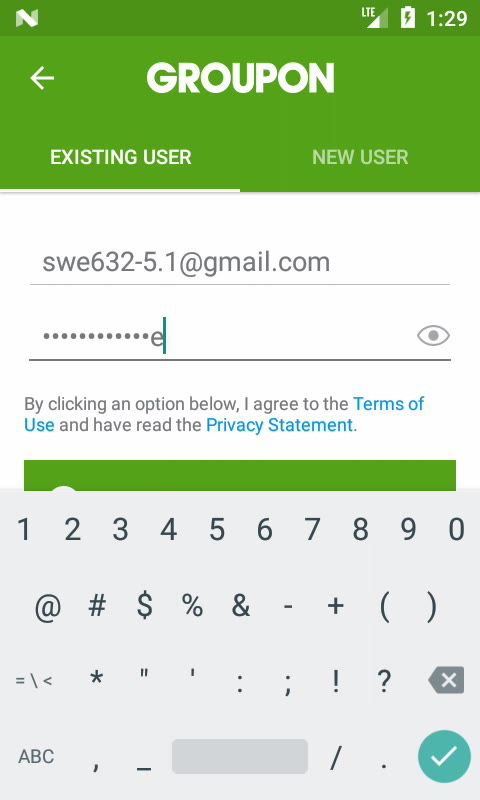 LTE 1:29
GROUPON
EXISTING USER NEW USER
swe632-5.1@gmail.com
••••••••••••e
By clicking an option below, I agree to the Terms of
Use and have read the Privacy Statement.
1 2 3 4 5 6 7 8 9 0
@ # $ % & - + ( )
= \ < * " ' : ; ! ?
ABC , _ / .